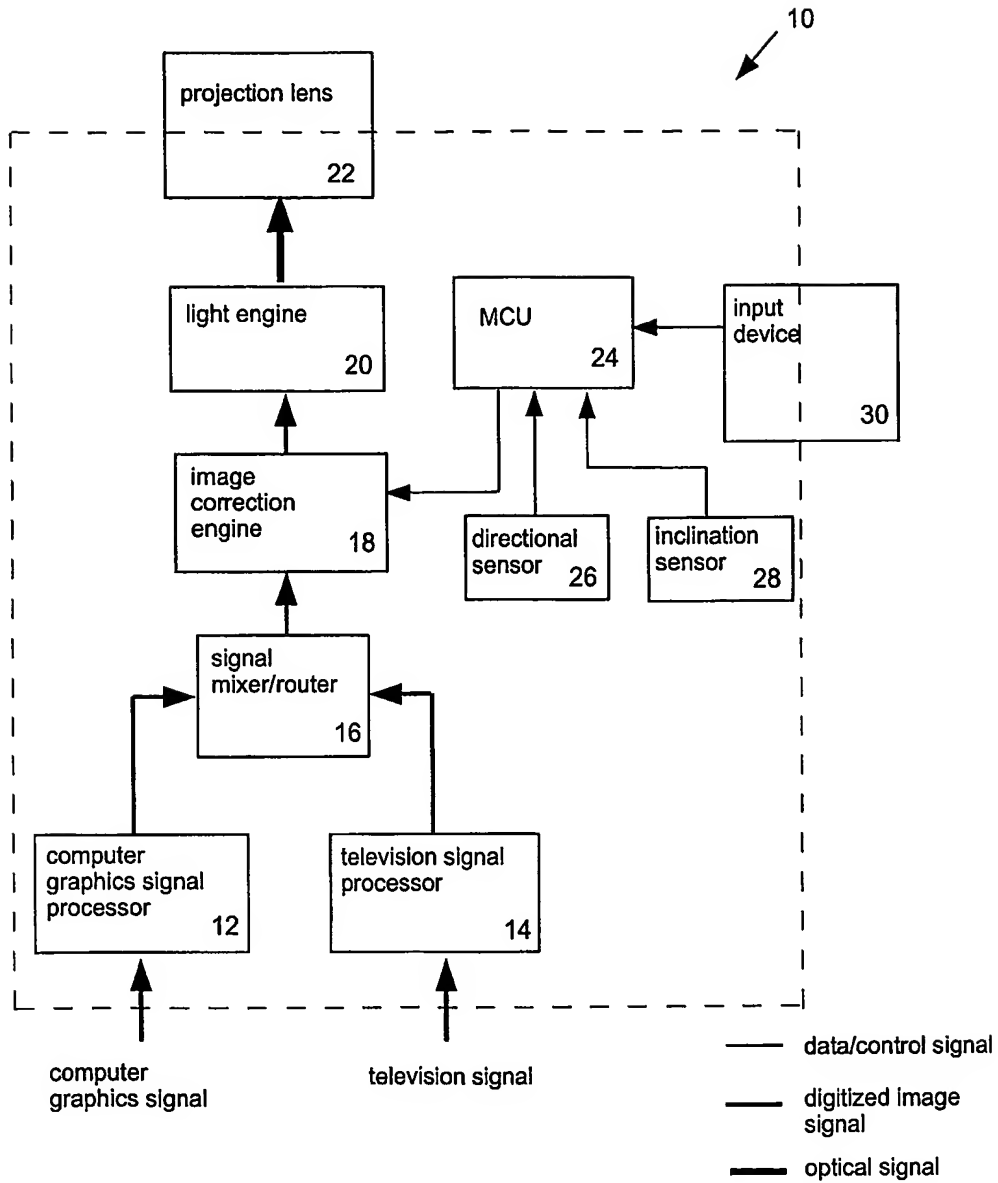 10
projection lens
22
light engine
20
MCU
24
input
device
30
image
correction
engine
18
directional
sensor
26
inclination
sensor
28
signal
mixer/router
16
computer
graphics signal
processor
12
television signal
processor
14
computer
graphics signal
television signal
data/control signal
digitized image
signal
optical signal